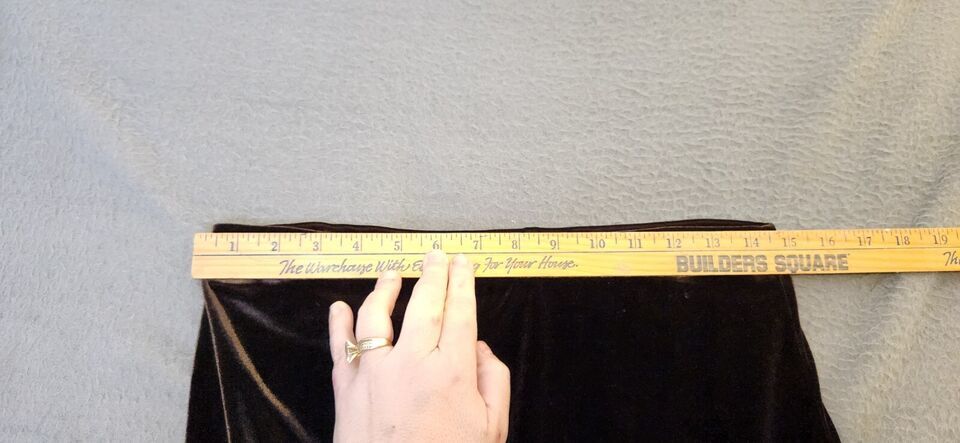 1 2 3 4 5 6 7 8 9 10 11 12 13 14 15 16 17 18 19
The Warehouse With For Your House. BUILDERS SQUARE Th